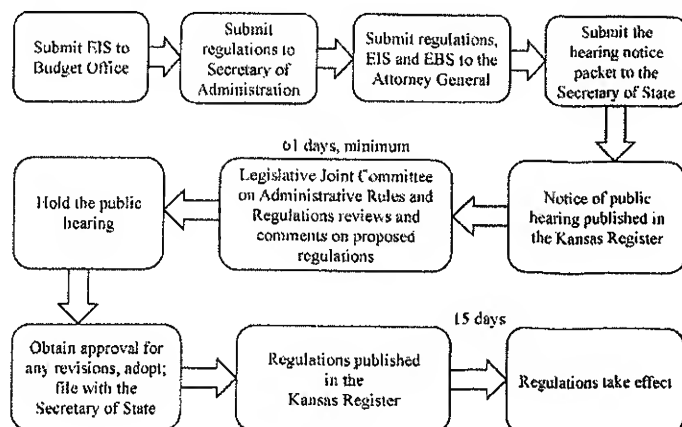 Submit EIS to
Budget Office
Submit
regulations to
Secretary of
Administration
Submit regulations,
EIS and EBS to the
Attorney General
Submit the
hearing notice
packet to the
Secretary of State
61 days, minimum
Hold the public
hearing
Legislative Joint Committee
on Administrative Rules and
Regulations reviews and
comments on proposed
regulations
Notice of public
hearing published in
the Kansas Register
15 days
Obtain approval for
any revisions, adopt;
file with the
Secretary of State
Regulations published
in the
Kansas Register
Regulations take effect